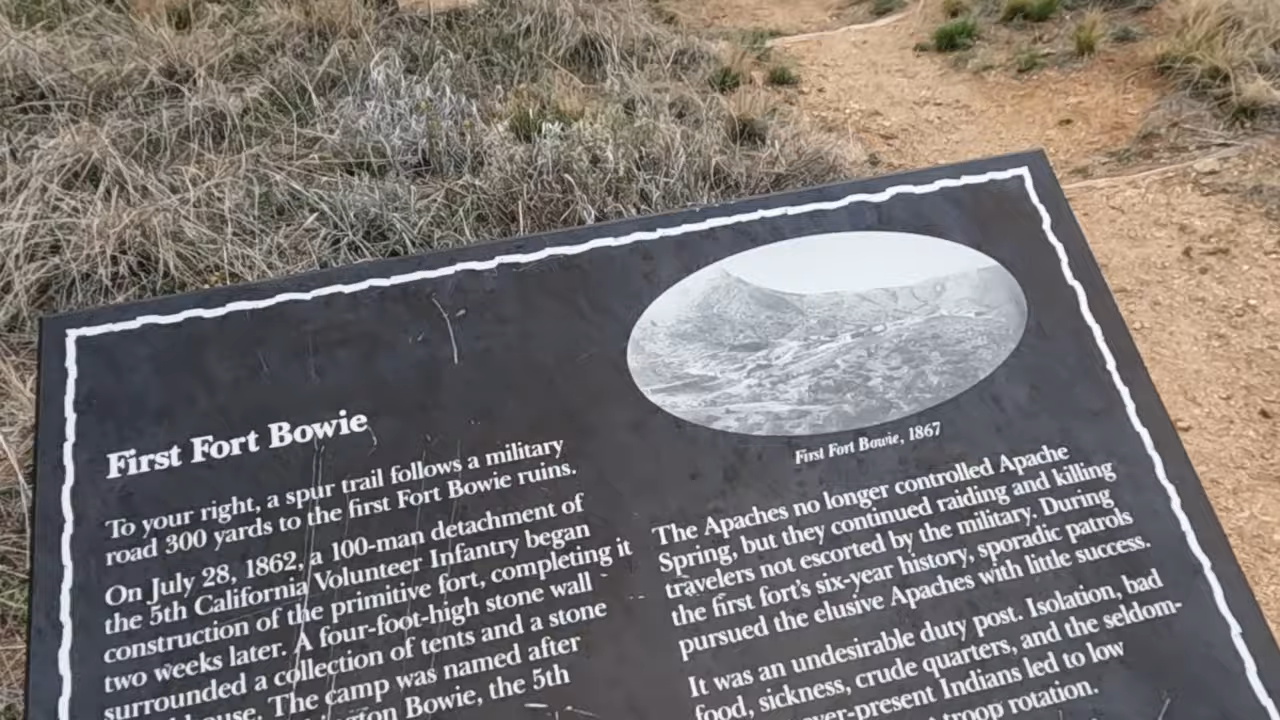 First Fort Bowie
To your right, a spur trail follows a military
road 300 yards to the first Fort Bowie ruins.
On July 28, 1862, a 100-man detachment of
the 5th California Volunteer Infantry began
construction of the primitive fort, completing it
two weeks later. A four-foot-high stone wall
surrounded a collection of tents and a stone
house. The camp was named after
Bowie, the 5th
First Fort Bowie, 1867
The Apaches no longer controlled Apache
Spring, but they continued raiding and killing
travelers not escorted by the military. During
the first fort's six-year history, sporadic patrols
pursued the elusive Apaches with little success.
It was an undesirable duty post. Isolation, bad
food, sickness, crude quarters, and the seldom-
ever-present Indians led to low
troop rotation.